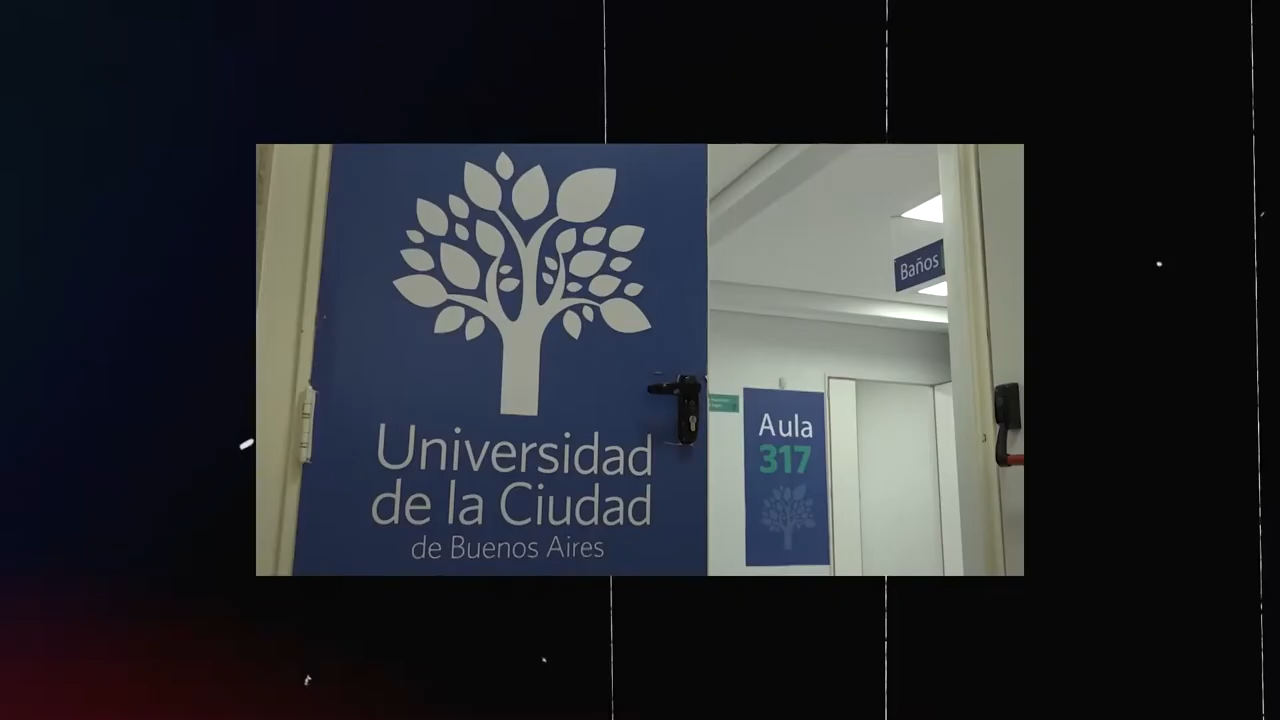 Universidad
de la Ciudad
de Buenos Aires
Baños
Aula
317